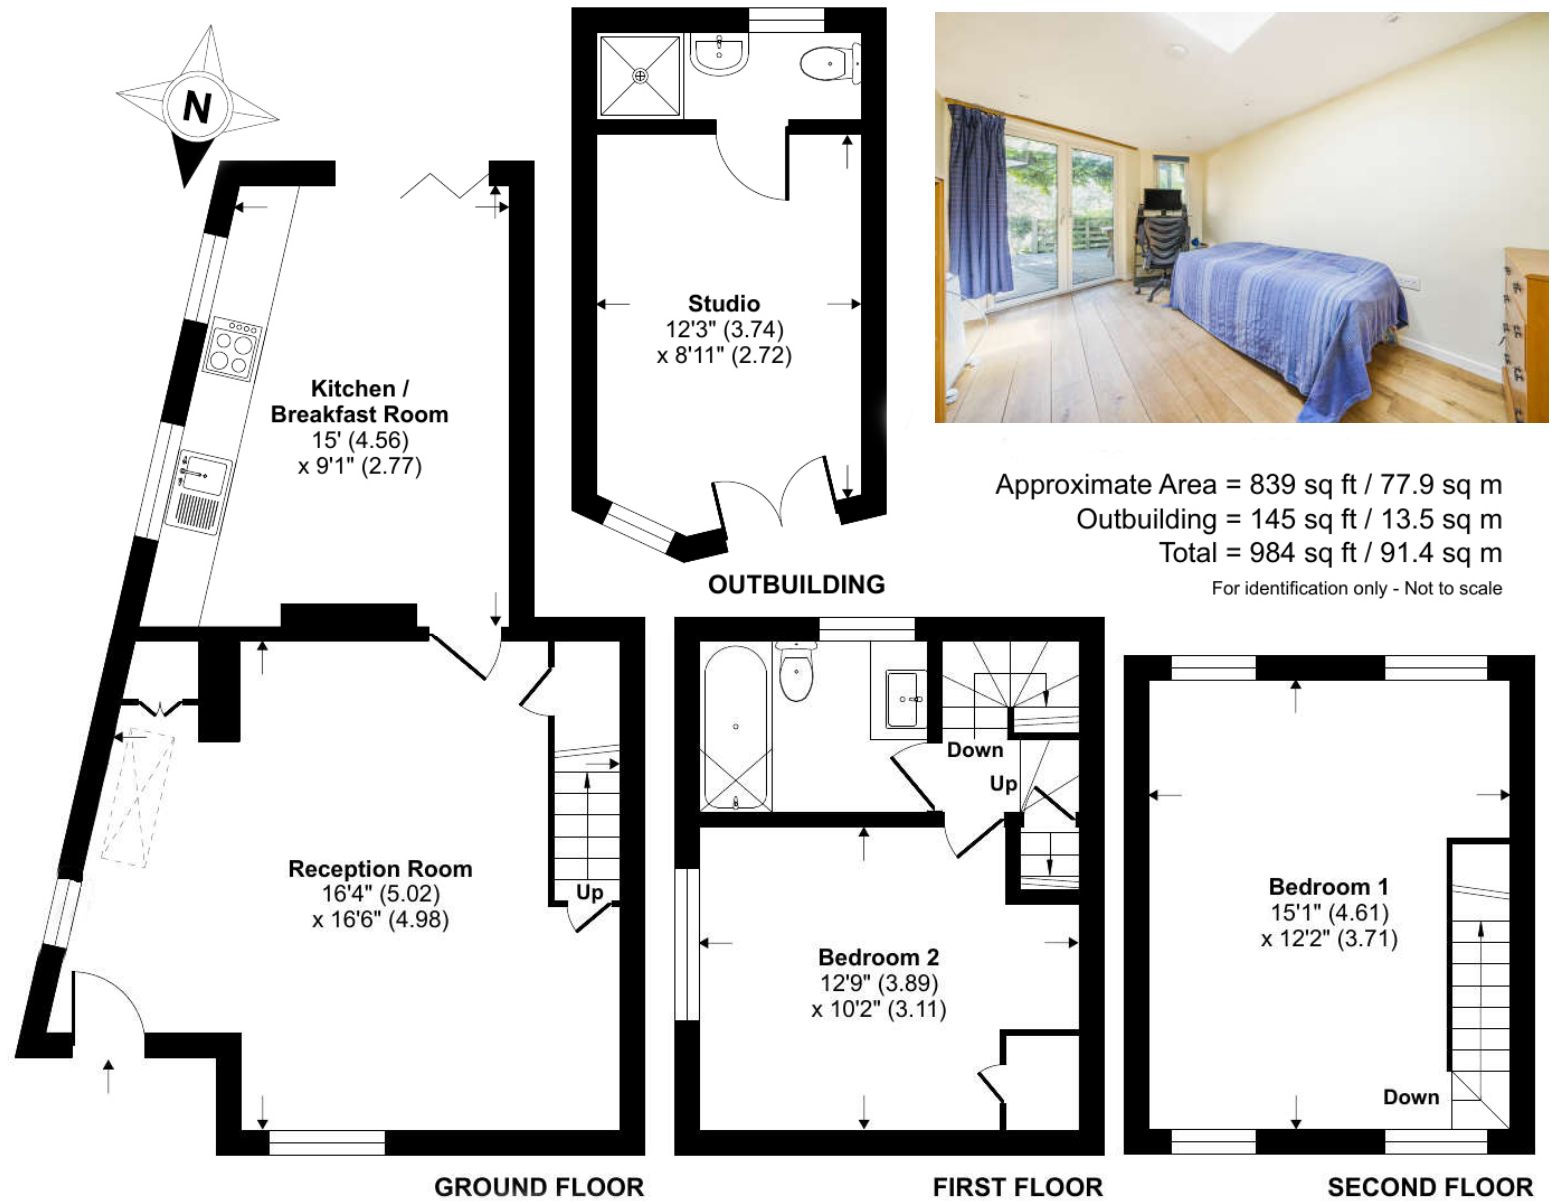 N
Studio
12'3" (3.74)
x 8'11" (2.72)
Kitchen /
Breakfast Room
15' (4.56)
x 9'1" (2.77)
Approximate Area = 839 sq ft / 77.9 sq m
Outbuilding = 145 sq ft / 13.5 sq m
Total = 984 sq ft / 91.4 sq m
For identification only - Not to scale
OUTBUILDING
Reception Room
16'4" (5.02)
x 16'6" (4.98)
Up
Down
Up
Bedroom 2
12'9" (3.89)
x 10'2" (3.11)
Bedroom 1
15'1" (4.61)
x 12'2" (3.71)
Down
GROUND FLOOR
FIRST FLOOR
SECOND FLOOR